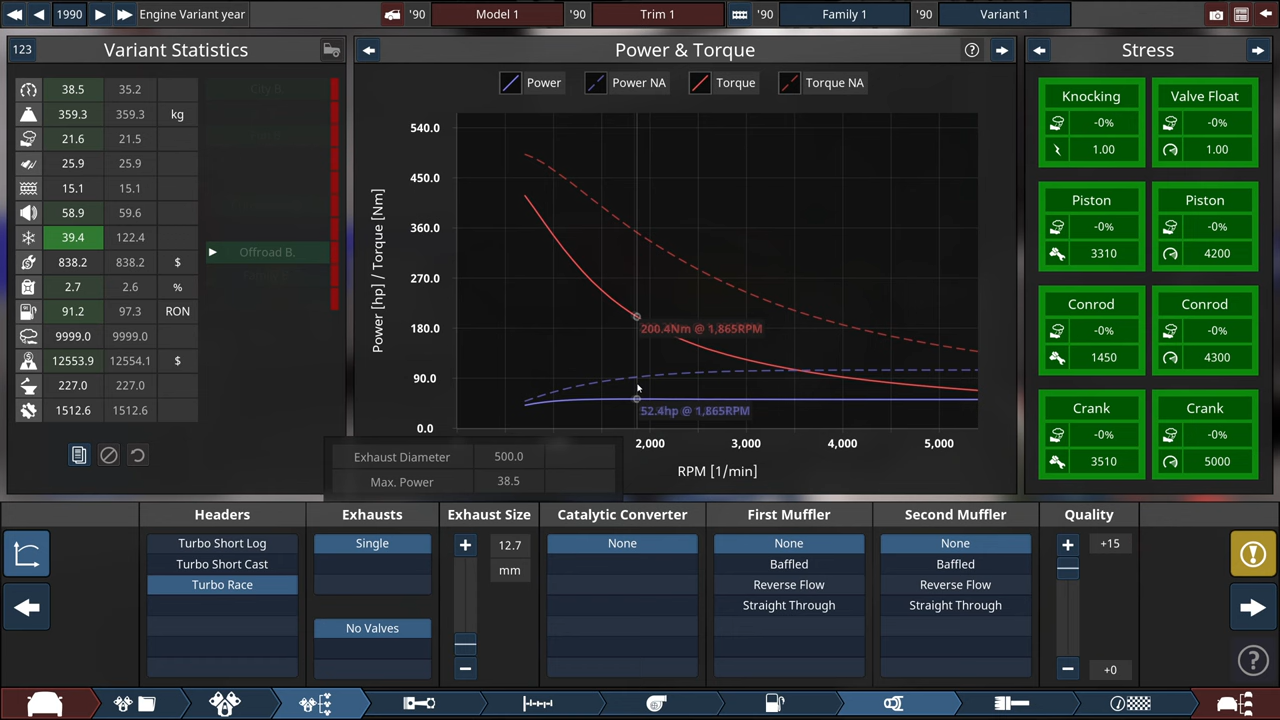 1990 Engine Variant year '90 Model 1 '90 Trim 1 '90 Family 1 '90 Variant 1
123 Variant Statistics
38.5 35.2
359.3 359.3 kg
21.6 21.5
25.9 25.9
15.1 15.1
58.9 59.6
39.4 122.4
838.2 838.2 $
2.7 2.6 %
91.2 97.3 RON
9999.0 9999.0
12553.9 12554.1 $
227.0 227.0
1512.6 1512.6
City B.
Offroad B.
Power & Torque
Power Power NA Torque Torque NA
Power [hp] / Torque [Nm]
540.0
450.0
360.0
270.0
180.0
90.0
0.0
200.4Nm @ 1,865RPM
52.4hp @ 1,865RPM
2,000 3,000 4,000 5,000
RPM [1/min]
Exhaust Diameter 500.0
Max. Power 38.5
Stress
Knocking Valve Float
-0% -0%
1.00 1.00
Piston Piston
-0% -0%
3310 4200
Conrod Conrod
-0% -0%
1450 4300
Crank Crank
-0% -0%
3510 5000
Headers
Turbo Short Log
Turbo Short Cast
Turbo Race
Exhausts
Single
No Valves
Exhaust Size
12.7
mm
Catalytic Converter
None
First Muffler
None
Baffled
Reverse Flow
Straight Through
Second Muffler
None
Baffled
Reverse Flow
Straight Through
Quality
+15
+0